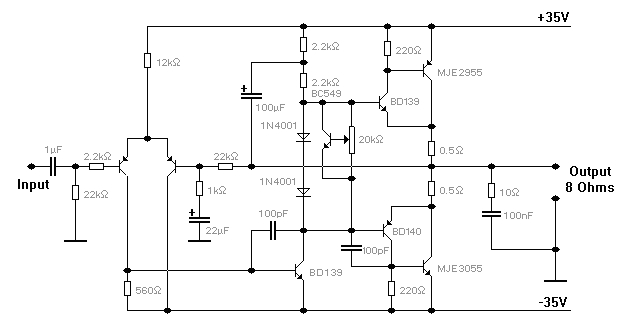 +35V
2.2kΩ
220Ω
12kΩ
MJE2955
2.2kΩ
BC549
100µF
BD139
1N4001
20kΩ
1µF
2.2kΩ
22kΩ
0.5Ω
Input
Output
8 Ohms
22kΩ
1kΩ
1N4001
0.5Ω
10Ω
100pF
22µF
BD140
100nF
100pF
BD139
MJE3055
560Ω
220Ω
-35V